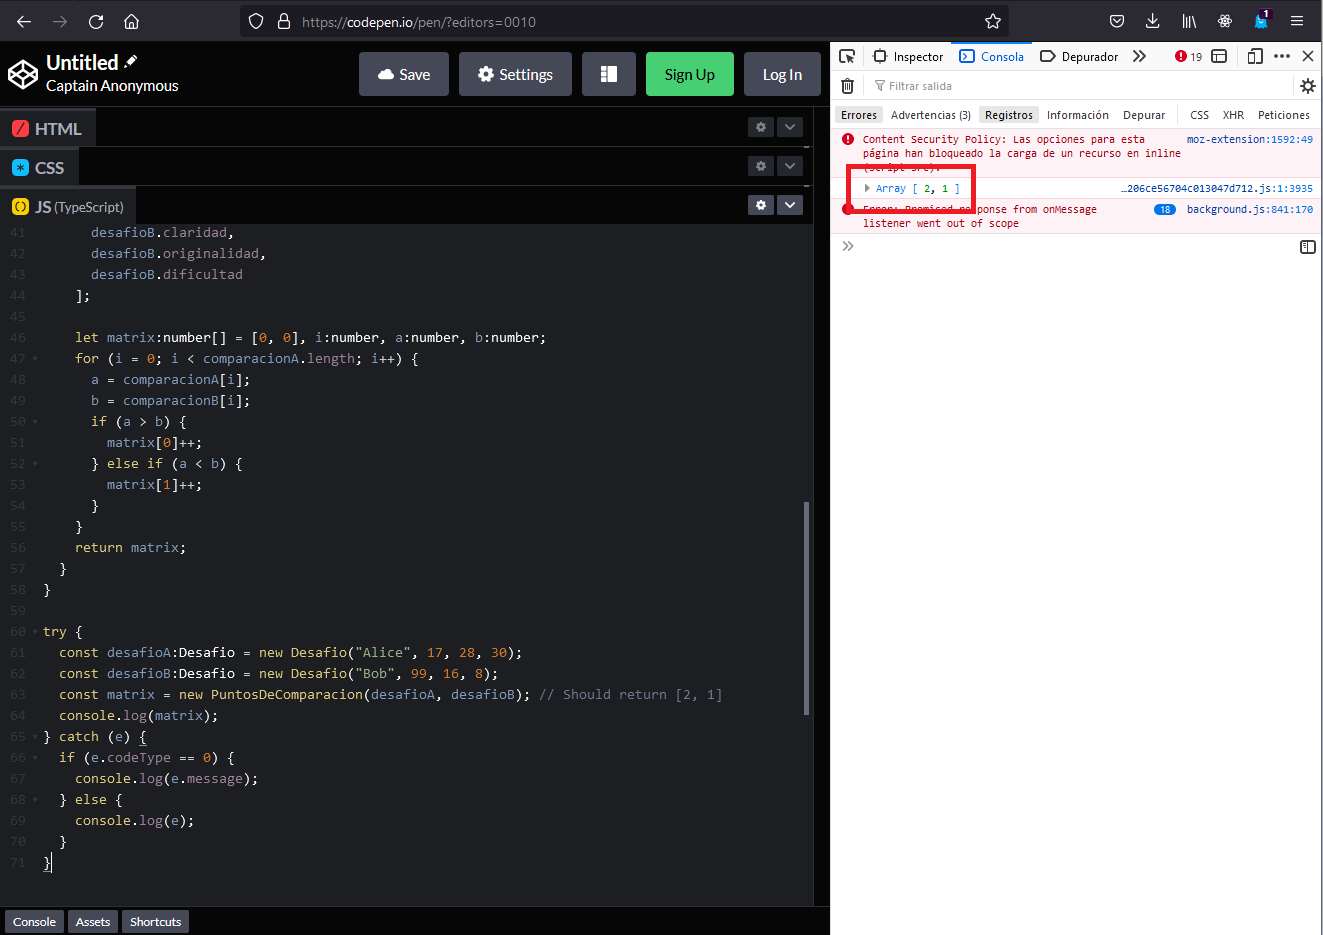 https://codepen.io/pen/?editors=0010
1
Untitled
Captain Anonymous
Save
Settings
Sign Up
Log In
HTML
CSS
JS (TypeScript)
41 desafioB.claridad,
42 desafioB.originalidad,
43 desafioB.dificultad
44 ];
45
46 let matrix:number[] = [0, 0], i:number, a:number, b:number;
47 for (i = 0; i < comparacionA.length; i++) {
48 a = comparacionA[i];
49 b = comparacionB[i];
50 if (a > b) {
51 matrix[0]++;
52 } else if (a < b) {
53 matrix[1]++;
54 }
55 }
56 return matrix;
57 }
58 }
59
60 try {
61 const desafioA:Desafio = new Desafio("Alice", 17, 28, 30);
62 const desafioB:Desafio = new Desafio("Bob", 99, 16, 8);
63 const matrix = new PuntosDeComparacion(desafioA, desafioB); // Should return [2, 1]
64 console.log(matrix);
65 } catch (e) {
66 if (e.codeType == 0) {
67 console.log(e.message);
68 } else {
69 console.log(e);
70 }
71 }
Console Assets Shortcuts
Inspector Consola Depurador 19
Filtrar salida
Errores Advertencias (3) Registros Información Depurar CSS XHR Peticiones
Content Security Policy: Las opciones para esta moz-extension:1592:49
página han bloqueado la carga de un recurso en inline
(script-src).
Array [ 2, 1 ] …206ce56704c013047d712.js:1:3935
Error: Promised response from onMessage 18 background.js:841:170
listener went out of scope